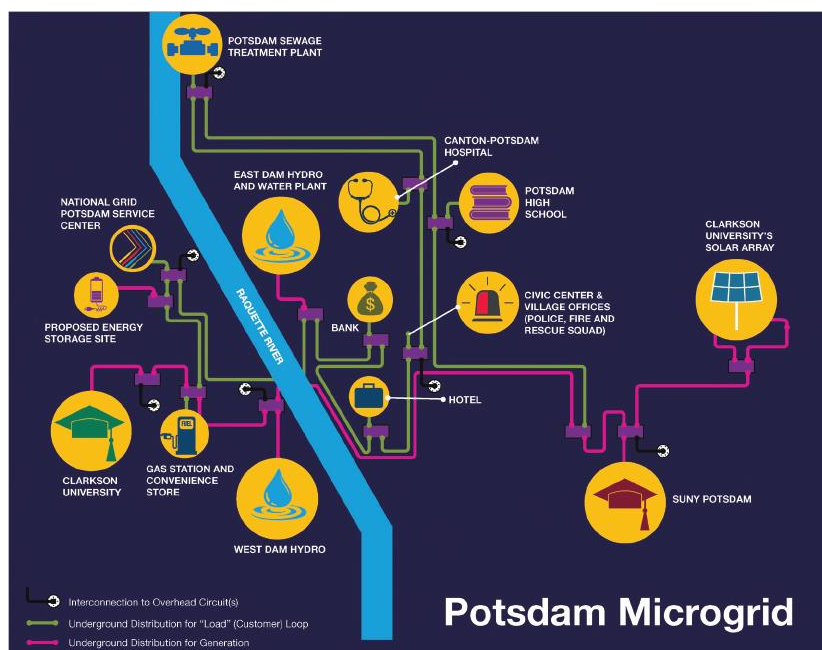 POTSDAM SEWAGE
TREATMENT PLANT
CANTON-POTSDAM
HOSPITAL
EAST DAM HYDRO
AND WATER PLANT
POTSDAM
HIGH
SCHOOL
NATIONAL GRID
POTSDAM SERVICE
CENTER
CLARKSON
UNIVERSITY'S
SOLAR ARRAY
RAQUETTE RIVER
$
CIVIC CENTER &
VILLAGE OFFICES
(POLICE, FIRE AND
RESCUE SQUAD)
BANK
PROPOSED ENERGY
STORAGE SITE
HOTEL
FUEL
CLARKSON
UNIVERSITY
GAS STATION AND
CONVENIENCE
STORE
SUNY POTSDAM
WEST DAM HYDRO
Interconnection to Overhead Circuit(s)
Underground Distribution for "Load" (Customer) Loop
Underground Distribution for Generation
Potsdam Microgrid